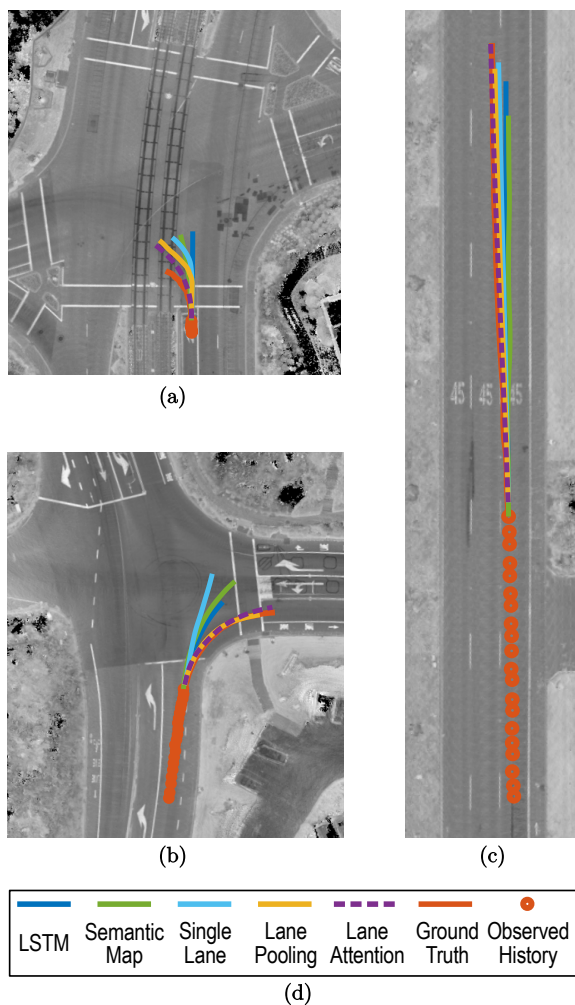 (a)
45
45
45
(b)
(c)
LSTM
Semantic
Map
Single
Lane
Lane
Pooling
Lane
Attention
Ground
Truth
Observed
History
(d)